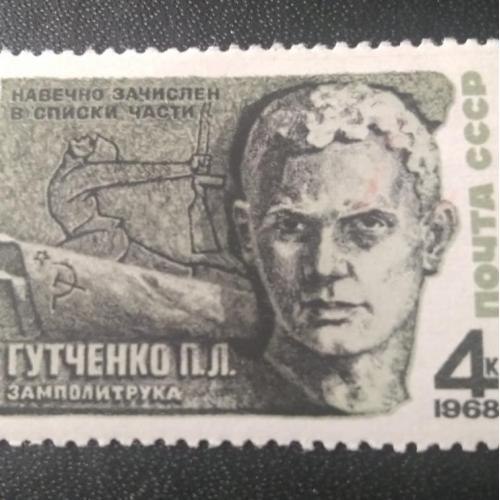 НАВЕЧНО ЗАЧИСЛЕН
В СПИСКИ ЧАСТИ
ПОЧТА СССР
ГУТЧЕНКО П.Л.
ЗАМПОЛИТРУКА
4К
1968